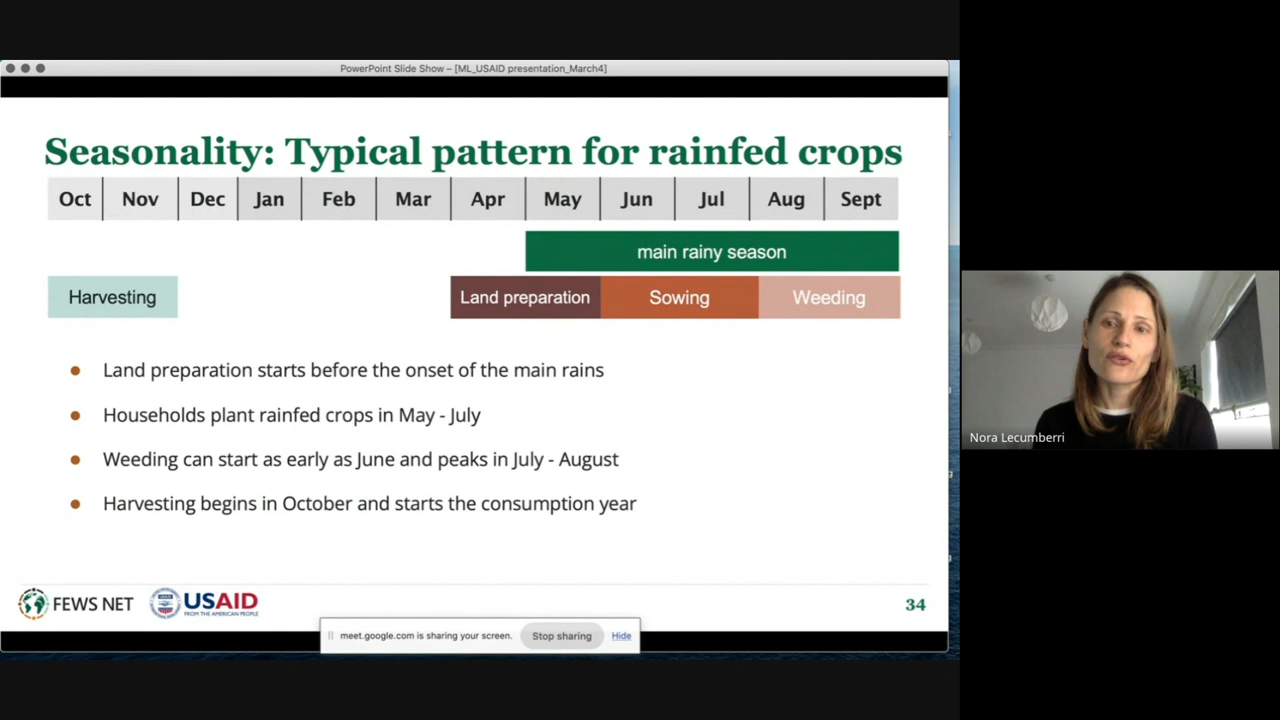 PowerPoint Slide Show – [ML_USAID presentation_March4]
Seasonality: Typical pattern for rainfed crops
Oct Nov Dec Jan Feb Mar Apr May Jun Jul Aug Sept
main rainy season
Harvesting Land preparation Sowing Weeding
Land preparation starts before the onset of the main rains
Households plant rainfed crops in May - July
Weeding can start as early as June and peaks in July - August
Harvesting begins in October and starts the consumption year
Nora Lecumberri
FEWS NET USAID
FROM THE AMERICAN PEOPLE
34
meet.google.com is sharing your screen. Stop sharing Hide